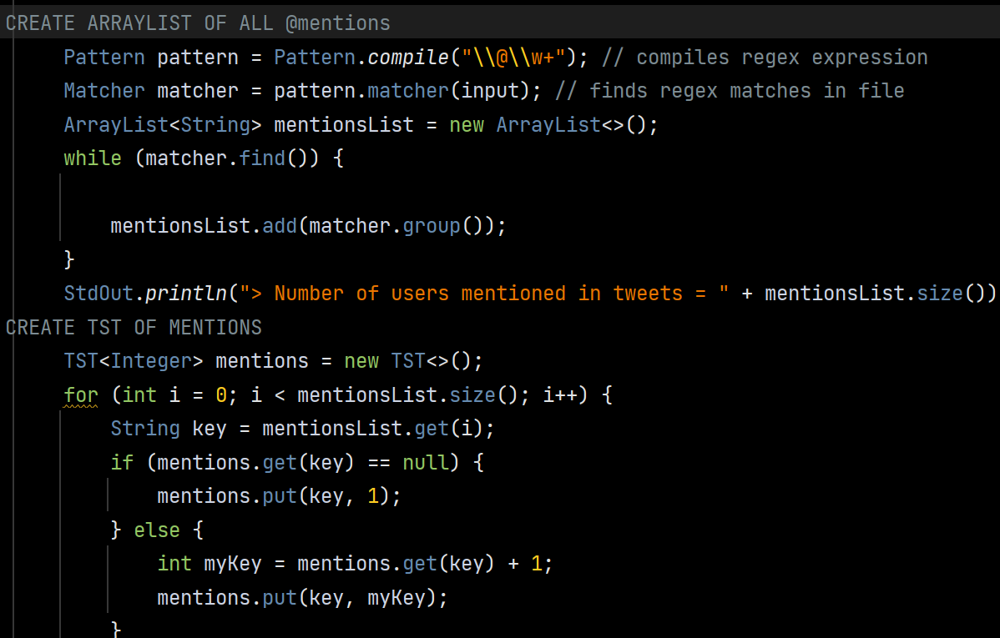 CREATE ARRAYLIST OF ALL @mentions
Pattern pattern = Pattern.compile("\\@\\w+"); // compiles regex expression
Matcher matcher = pattern.matcher(input); // finds regex matches in file
ArrayList<String> mentionsList = new ArrayList<>();
while (matcher.find()) {
mentionsList.add(matcher.group());
}
StdOut.println("> Number of users mentioned in tweets = " + mentionsList.size())
CREATE TST OF MENTIONS
TST<Integer> mentions = new TST<>();
for (int i = 0; i < mentionsList.size(); i++) {
String key = mentionsList.get(i);
if (mentions.get(key) == null) {
mentions.put(key, 1);
} else {
int myKey = mentions.get(key) + 1;
mentions.put(key, myKey);
}